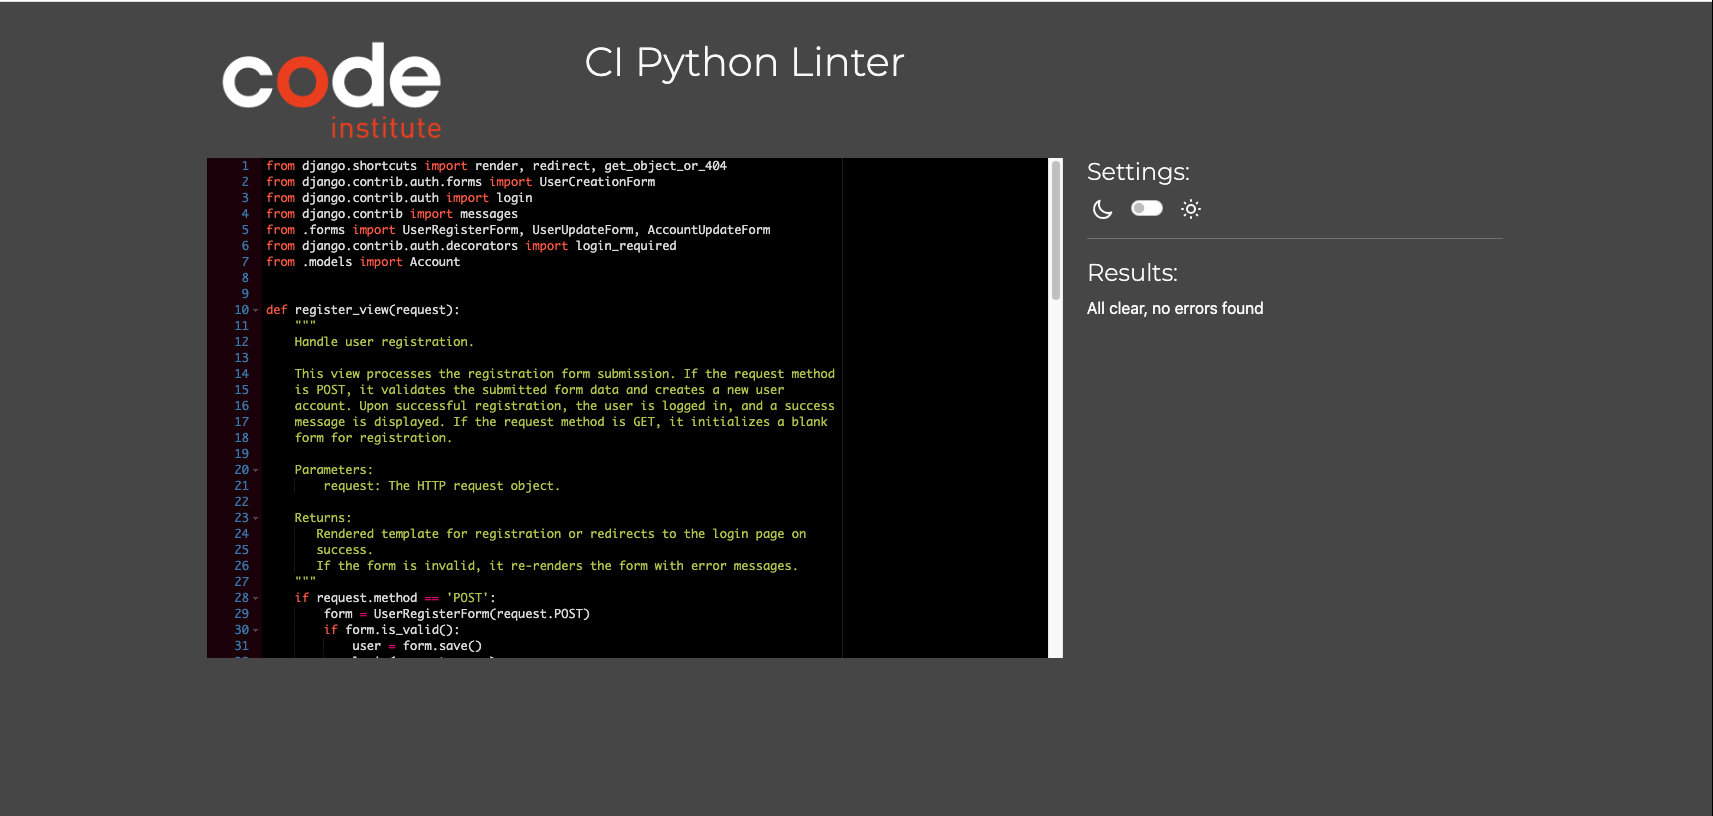 code
institute
CI Python Linter
1 from django.shortcuts import render, redirect, get_object_or_404
2 from django.contrib.auth.forms import UserCreationForm
3 from django.contrib.auth import login
4 from django.contrib import messages
5 from .forms import UserRegisterForm, UserUpdateForm, AccountUpdateForm
6 from django.contrib.auth.decorators import login_required
7 from .models import Account
8
9
10 def register_view(request):
11     """
12     Handle user registration.
13
14     This view processes the registration form submission. If the request method
15     is POST, it validates the submitted form data and creates a new user
16     account. Upon successful registration, the user is logged in, and a success
17     message is displayed. If the request method is GET, it initializes a blank
18     form for registration.
19
20     Parameters:
21         request: The HTTP request object.
22
23     Returns:
24        Rendered template for registration or redirects to the login page on
25        success.
26        If the form is invalid, it re-renders the form with error messages.
27     """
28     if request.method == 'POST':
29         form = UserRegisterForm(request.POST)
30         if form.is_valid():
31             user = form.save()
Settings:
Results:
All clear, no errors found